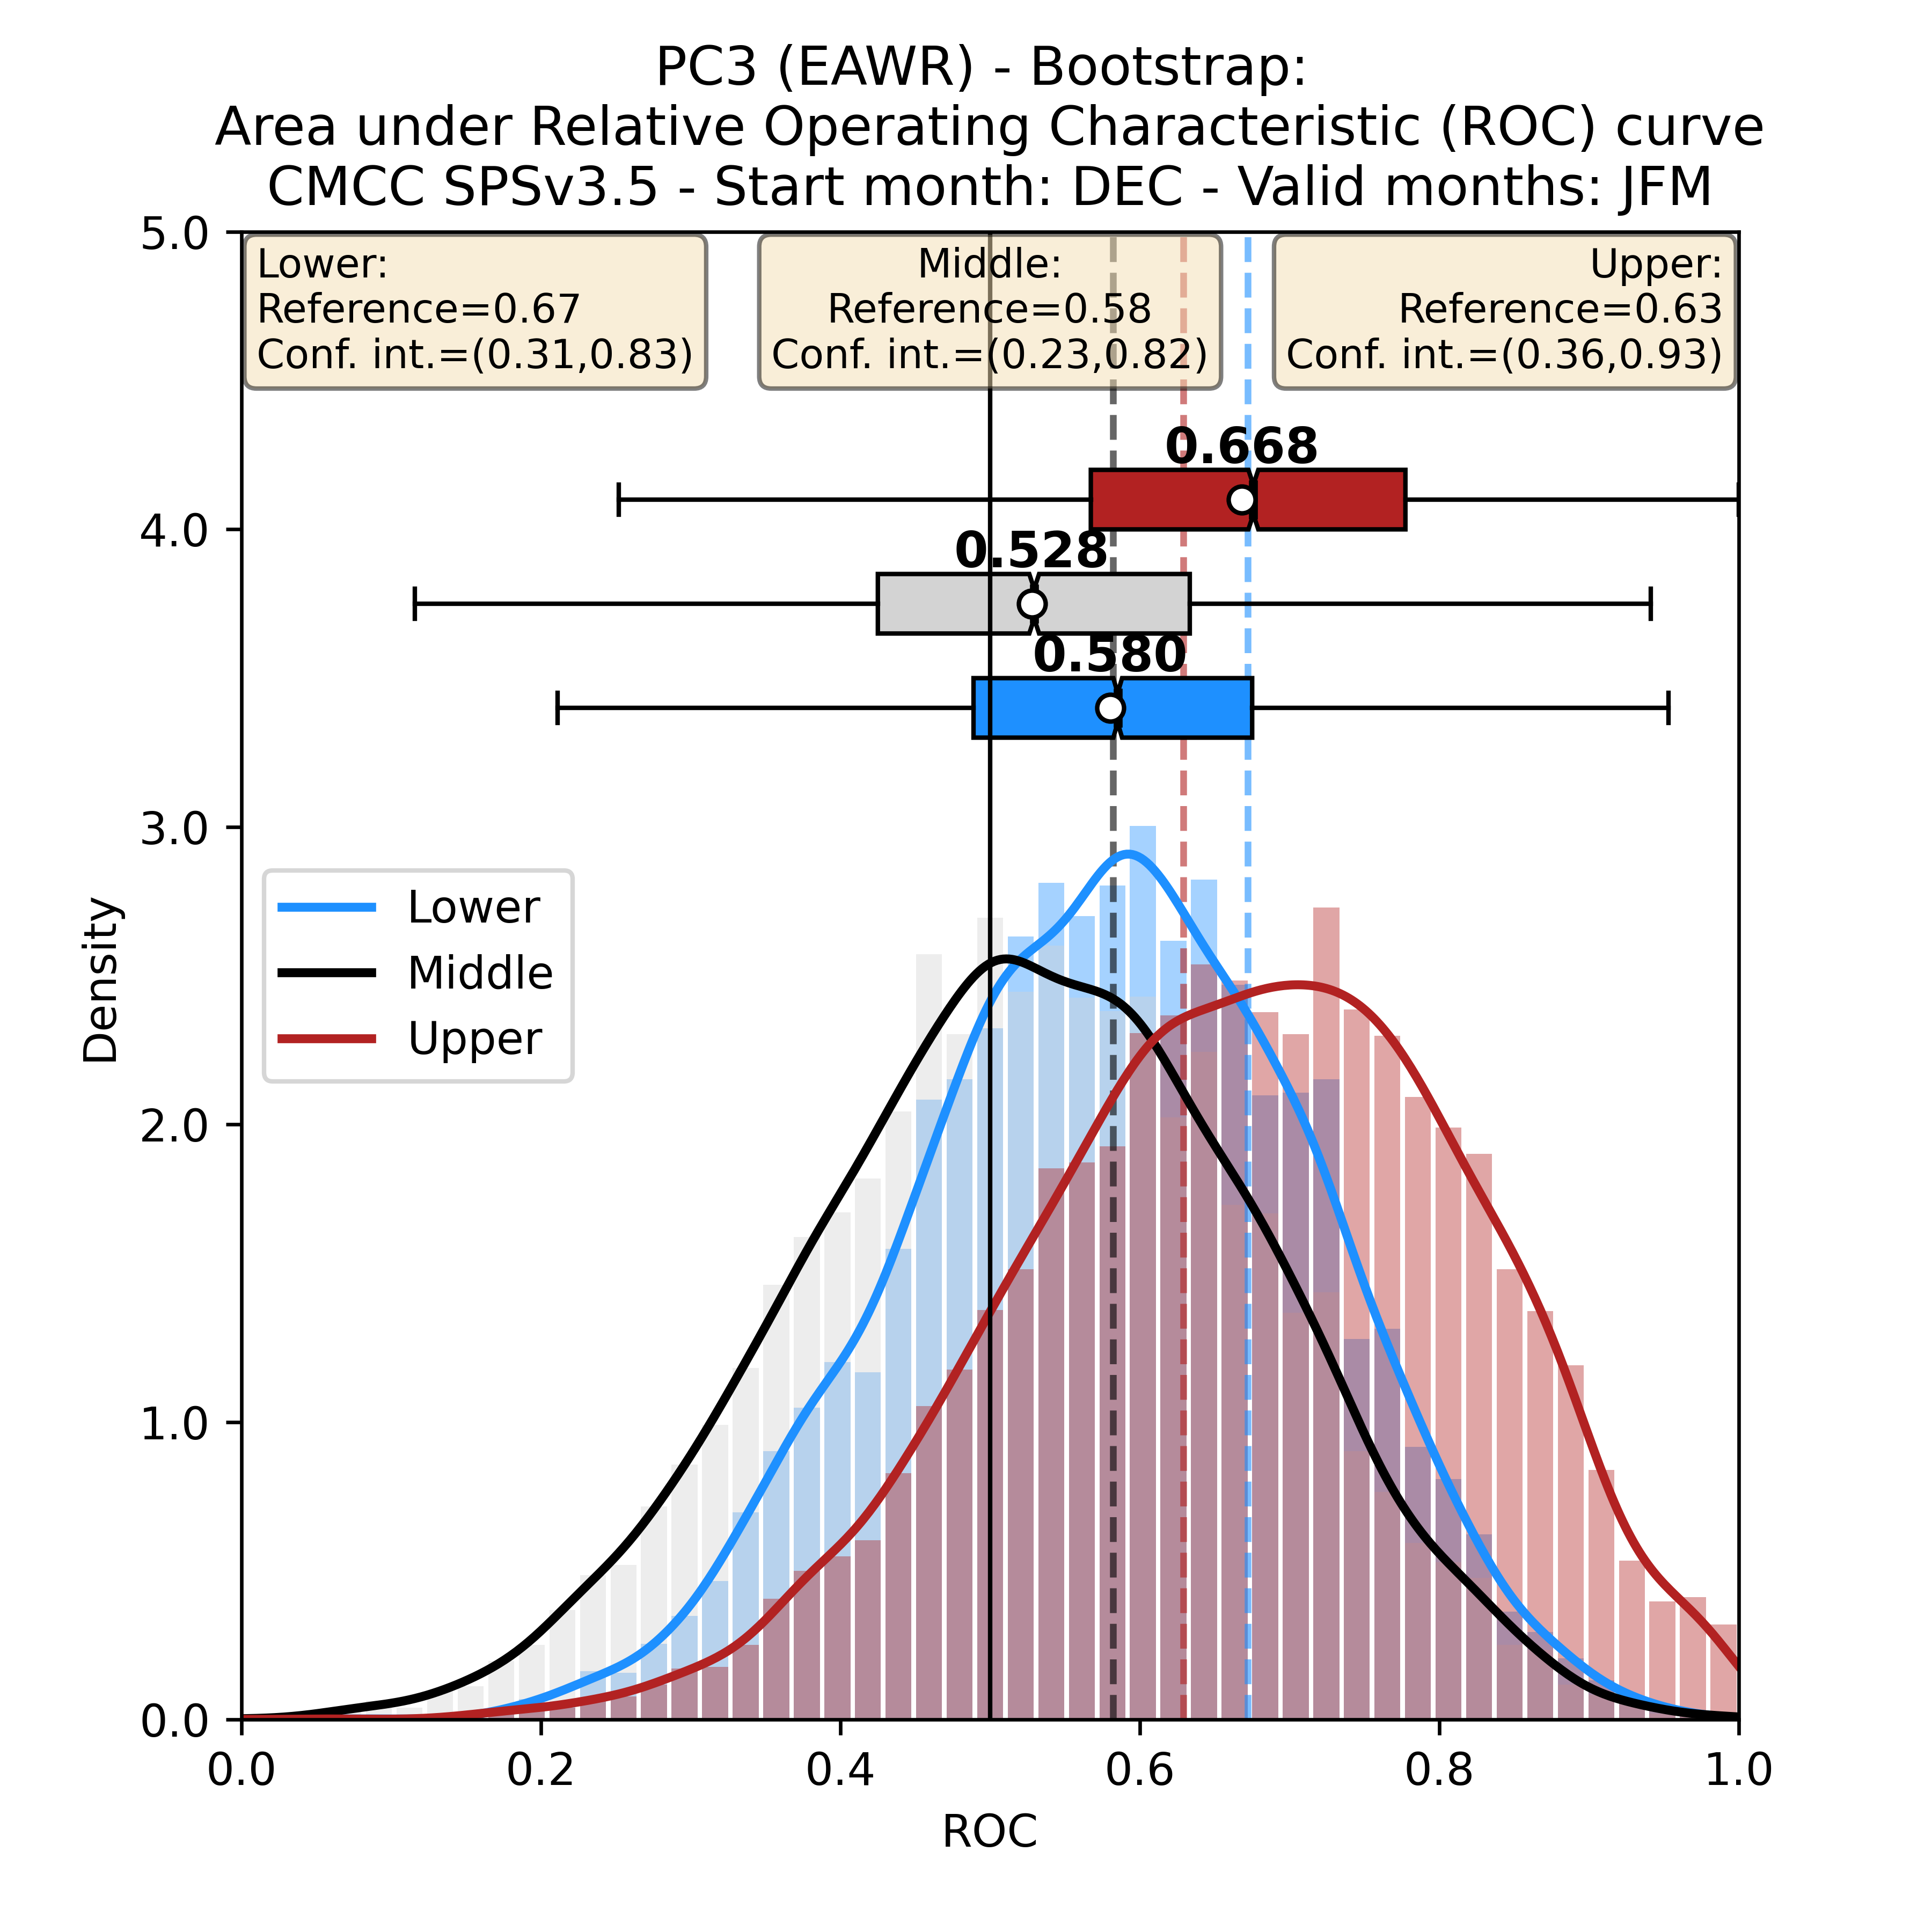 PC3 (EAWR) - Bootstrap:
Area under Relative Operating Characteristic (ROC) curve
CMCC SPSv3.5 - Start month: DEC - Valid months: JFM
5.0
Lower:
Reference=0.67
Conf. int.=(0.31,0.83)
Middle:
Reference=0.58
Conf. int.=(0.23,0.82)
Upper:
Reference=0.63
Conf. int.=(0.36,0.93)
0.668
4.0
0.528
0.580
3.0
Lower
Middle
Upper
Density
2.0
1.0
0.0
0.0 0.2 0.4 0.6 0.8 1.0
ROC